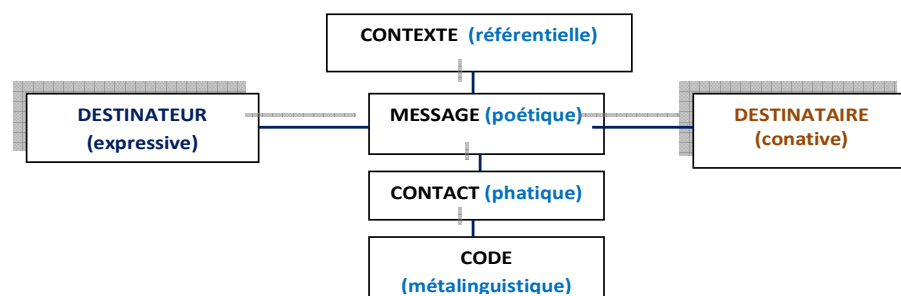 CONTEXTE (référentielle)
DESTINATEUR
(expressive)
MESSAGE (poétique)
DESTINATAIRE
(conative)
CONTACT (phatique)
CODE
(métalinguistique)